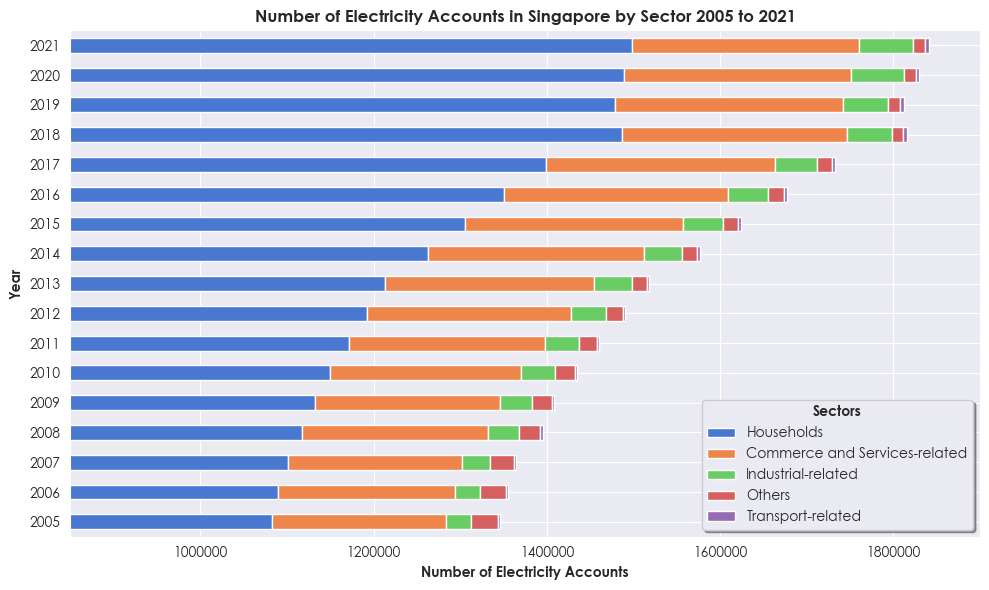 Number of Electricity Accounts in Singapore by Sector 2005 to 2021
Year
2021
2020
2019
2018
2017
2016
2015
2014
2013
2012
2011
2010
2009
2008
2007
2006
2005
Sectors
Households
Commerce and Services-related
Industrial-related
Others
Transport-related
1000000 1200000 1400000 1600000 1800000
Number of Electricity Accounts